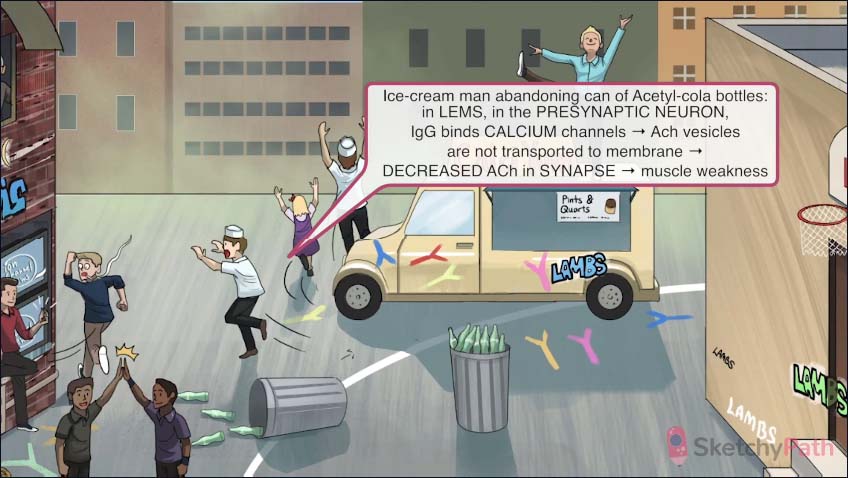 Ice-cream man abandoning can of Acetyl-cola bottles:
in LEMS, in the PRESYNAPTIC NEURON,
IgG binds CALCIUM channels → Ach vesicles
are not transported to membrane →
DECREASED ACh in SYNAPSE → muscle weakness
Pints &
Quarts
LAMBS
LAMBS
LAMBS
LAMBS
SketchyPath